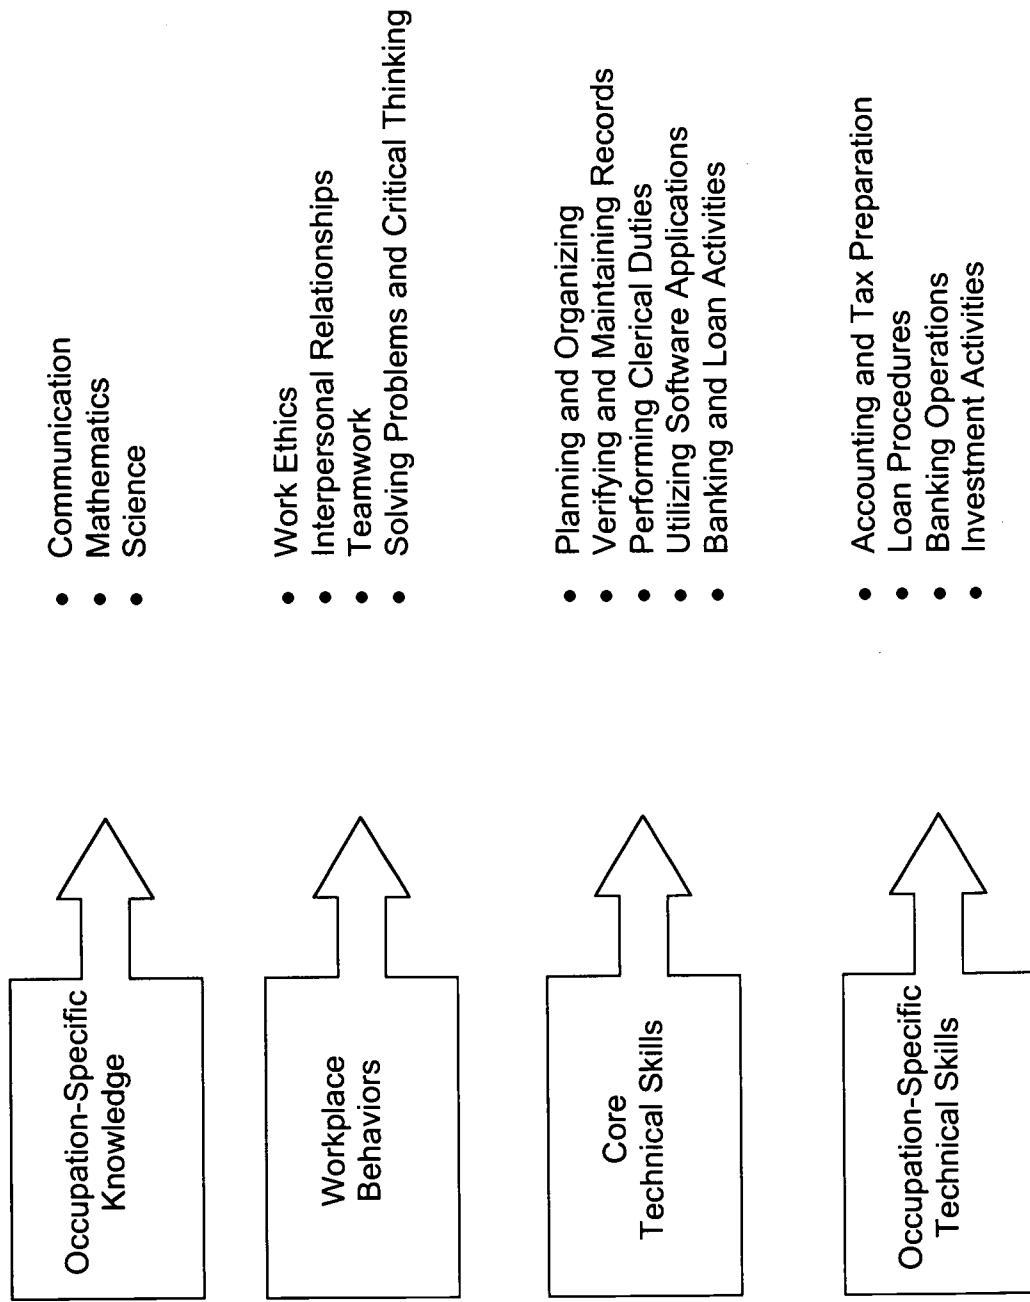 Occupation-Specific
Knowledge
• Communication
• Mathematics
• Science
Workplace
Behaviors
• Work Ethics
• Interpersonal Relationships
• Teamwork
• Solving Problems and Critical Thinking
Core
Technical Skills
• Planning and Organizing
• Verifying and Maintaining Records
• Performing Clerical Duties
• Utilizing Software Applications
• Banking and Loan Activities
Occupation-Specific
Technical Skills
• Accounting and Tax Preparation
• Loan Procedures
• Banking Operations
• Investment Activities